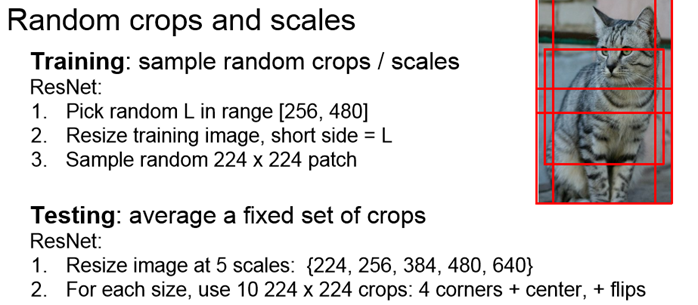 Random crops and scales
Training: sample random crops / scales
ResNet:
1. Pick random L in range [256, 480]
2. Resize training image, short side = L
3. Sample random 224 x 224 patch
Testing: average a fixed set of crops
ResNet:
1. Resize image at 5 scales: {224, 256, 384, 480, 640}
2. For each size, use 10 224 x 224 crops: 4 corners + center, + flips